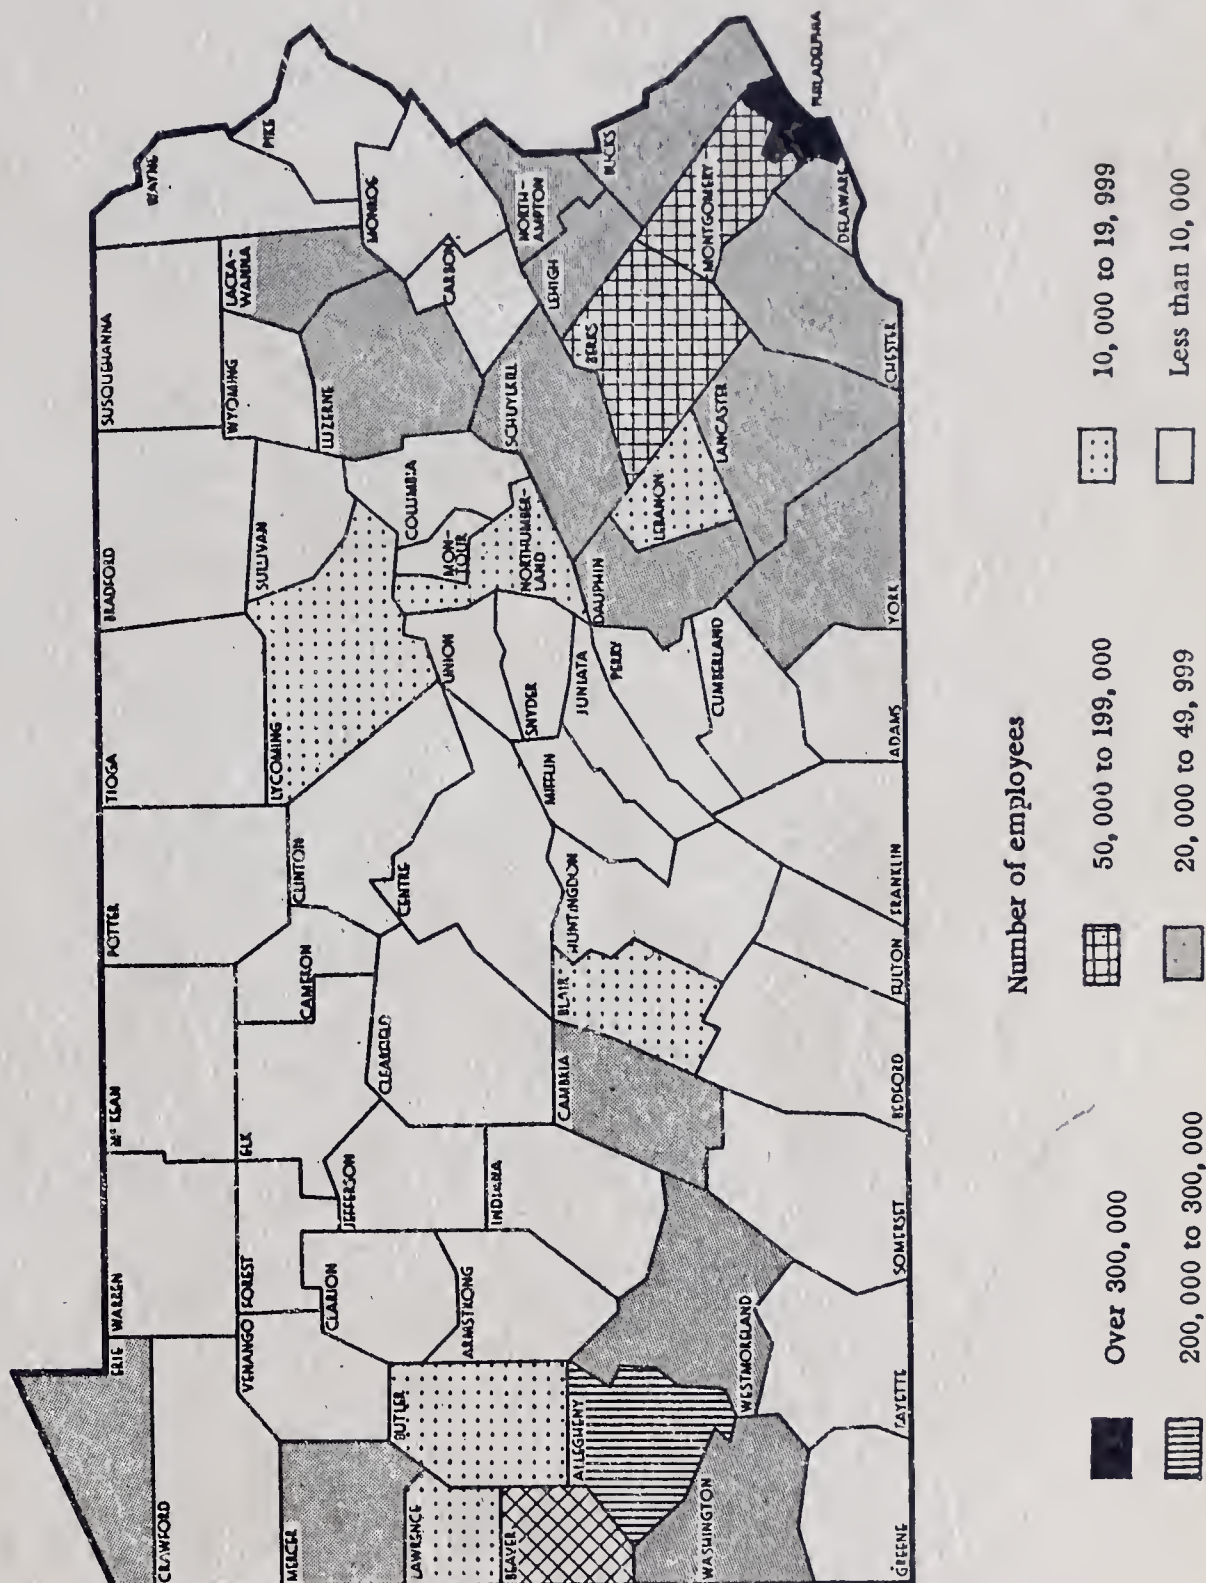 ERIE
WARREN
Mc KEAN
POTTER
TIOGA
BRADFORD
SUSQUEHANNA
WAYNE
CRAWFORD
VENANGO
FOREST
ELK
CAMERON
CLINTON
LYCOMING
SULLIVAN
WYOMING
LACKA-
WANNA
PIKE
MERCER
BUTLER
CLARION
JEFFERSON
CLEARFIELD
CENTRE
UNION
MON-
TOUR
COLUMBIA
LUZERNE
MONROE
LAWRENCE
ARMSTRONG
INDIANA
CARBON
BEAVER
ALLEGHENY
CAMBRIA
BLAIR
HUNTINGDON
MIFFLIN
SNYDER
JUNIATA
PERRY
NORTHUMBER-
LAND
DAUPHIN
SCHUYLKILL
LEHIGH
NORTH-
AMPTON
BERKS
BUCKS
LEBANON
MONTGOMERY
PHILADELPHIA
WASHINGTON
WESTMORELAND
CUMBERLAND
LANCASTER
DELAWARE
GREENE
FAYETTE
SOMERSET
BEDFORD
FULTON
FRANKLIN
ADAMS
YORK
CHESTER
Number of employees
Over 300,000
50,000 to 199,000
10,000 to 19,999
200,000 to 300,000
20,000 to 49,999
Less than 10,000